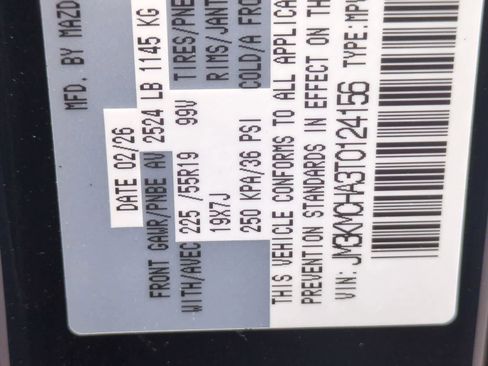 MFD. BY MAZD
DATE 02/26
FRONT GAWR/PNBE AV 2524 LB 1145 KG
TIRES/PNE
WITH/AVEC 225 /55R19 99V
RIMS/JANT
19X7J
COLD/A FRO
250 KPA/36 PSI
THIS VEHICLE CONFORMS TO ALL APPLICA
PREVENTION STANDARDS IN EFFECT ON THE
VIN: JM3KMCHA3T0124156 TYPE:MPV